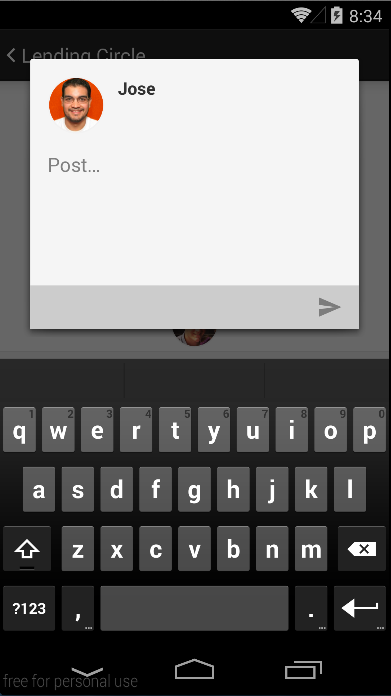 8:34
Lending Circle
Jose
Post...
1 2 3 4 5 6 7 8 9 0
q w e r t y u i o p
a s d f g h j k l
z x c v b n m
?123 , ... . ... ...
free for personal use